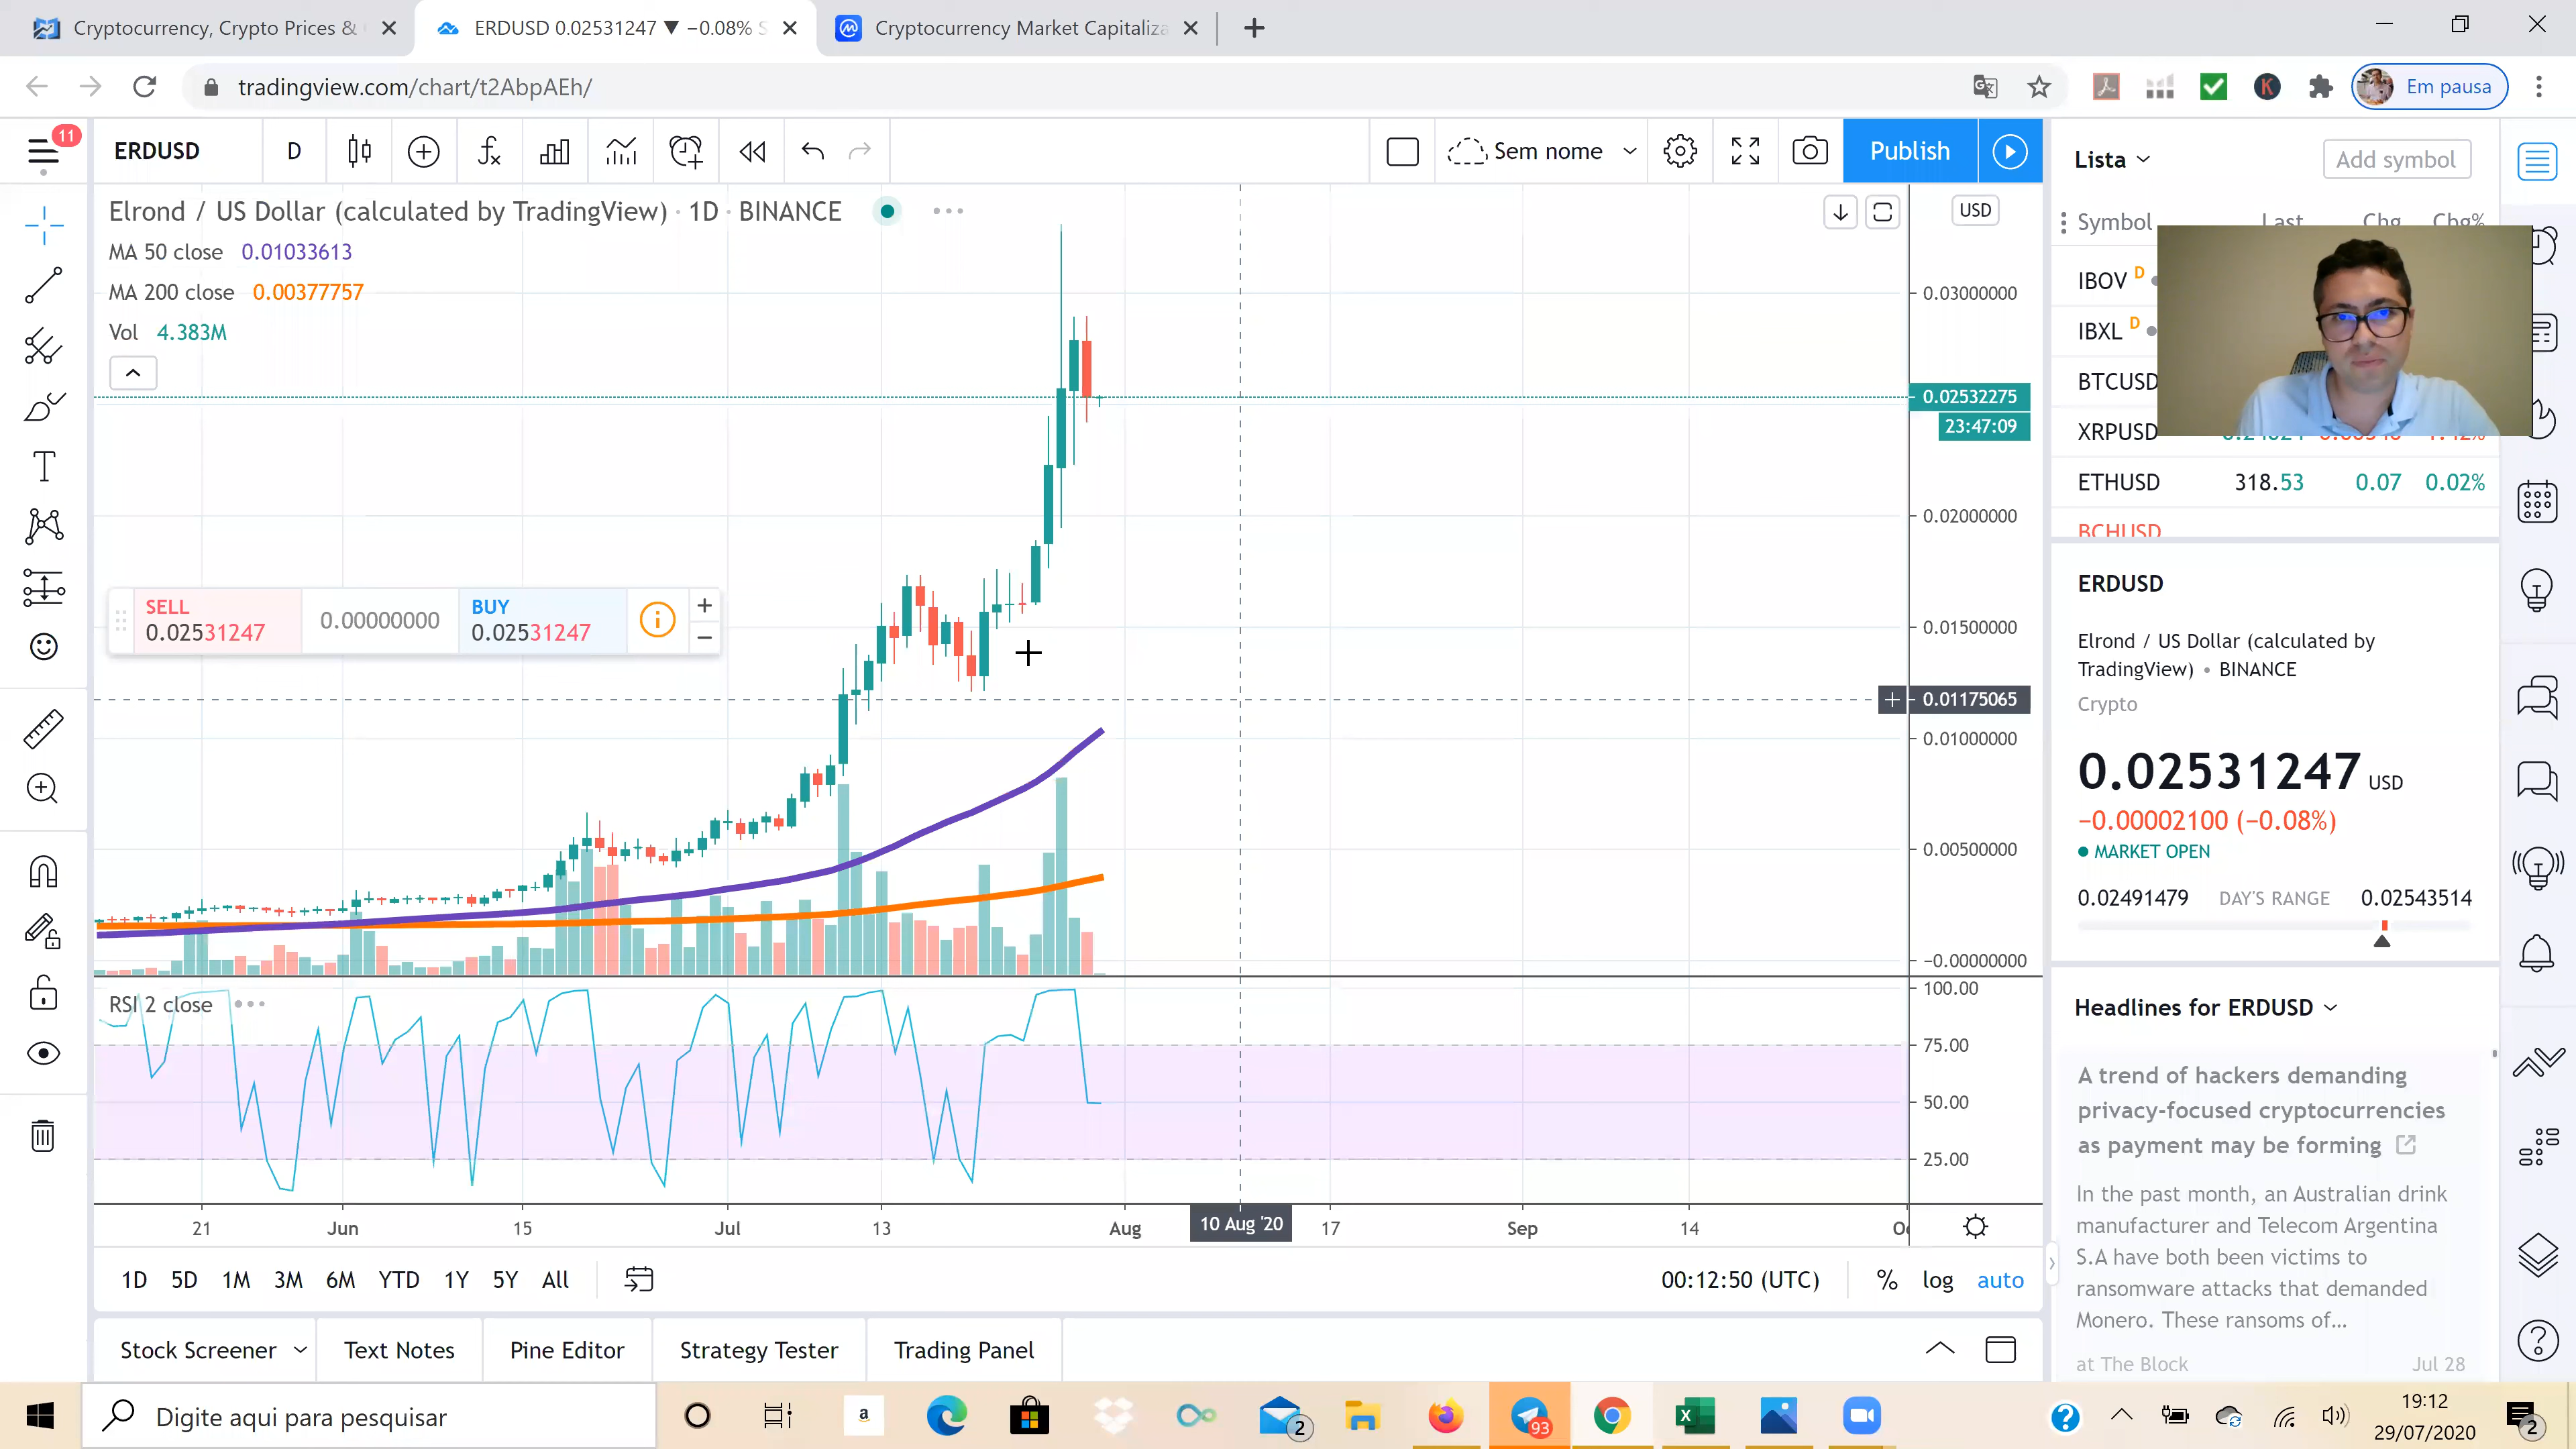 Cryptocurrency, Crypto Prices &
ERDUSD 0.02531247 ▼ −0.08% S
Cryptocurrency Market Capitaliza
tradingview.com/chart/t2AbpAEh/
Em pausa
11
ERDUSD
D
Sem nome
Publish
Lista
Add symbol
Elrond / US Dollar (calculated by TradingView) · 1D · BINANCE
USD
Symbol
Last
Chg
Chg%
MA 50 close 0.01033613
MA 200 close 0.00377757
Vol 4.383M
IBOV D
IBXL D
BTCUSD
XRPUSD
ETHUSD 318.53 0.07 0.02%
BCHUSD
0.03000000
0.02532275
23:47:09
0.02000000
0.01500000
0.01175065
0.01000000
0.00500000
−0.00000000
SELL
0.02531247
0.00000000
BUY
0.02531247
ERDUSD
Elrond / US Dollar (calculated by
TradingView) • BINANCE
Crypto
0.02531247 USD
−0.00002100 (−0.08%)
MARKET OPEN
0.02491479 DAY'S RANGE 0.02543514
RSI 2 close
100.00
75.00
50.00
25.00
Headlines for ERDUSD
A trend of hackers demanding
privacy-focused cryptocurrencies
as payment may be forming
In the past month, an Australian drink
manufacturer and Telecom Argentina
S.A have both been victims to
ransomware attacks that demanded
Monero. These ransoms of...
at The Block Jul 28
21 Jun 15 Jul 13 Aug 10 Aug '20 17 Sep 14
1D 5D 1M 3M 6M YTD 1Y 5Y All
00:12:50 (UTC) % log auto
Stock Screener Text Notes Pine Editor Strategy Tester Trading Panel
Digite aqui para pesquisar
2
93
19:12
29/07/2020
2